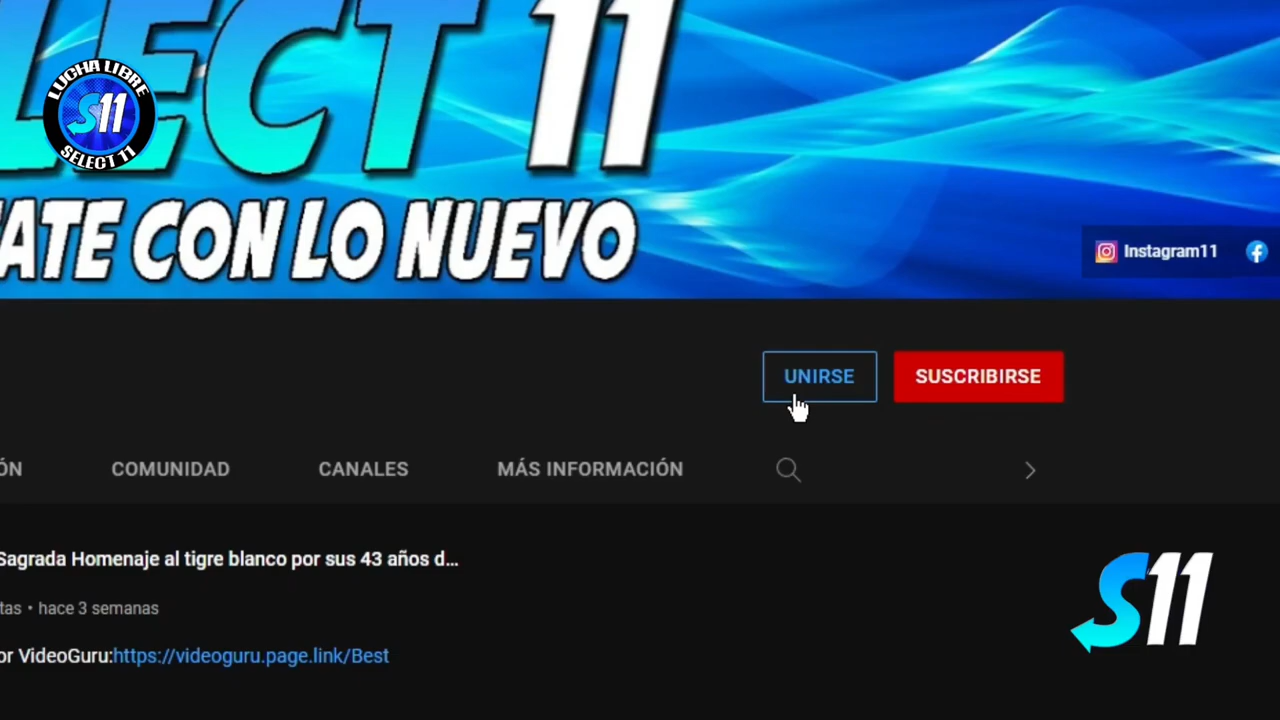 LECT 11
LUCHA LIBRE
S11
SELECT 11
ATE CON LO NUEVO
Instagram11
UNIRSE
SUSCRIBIRSE
ÓN
COMUNIDAD
CANALES
MÁS INFORMACIÓN
Sagrada Homenaje al tigre blanco por sus 43 años d...
tas • hace 3 semanas
or VideoGuru:https://videoguru.page.link/Best
S11